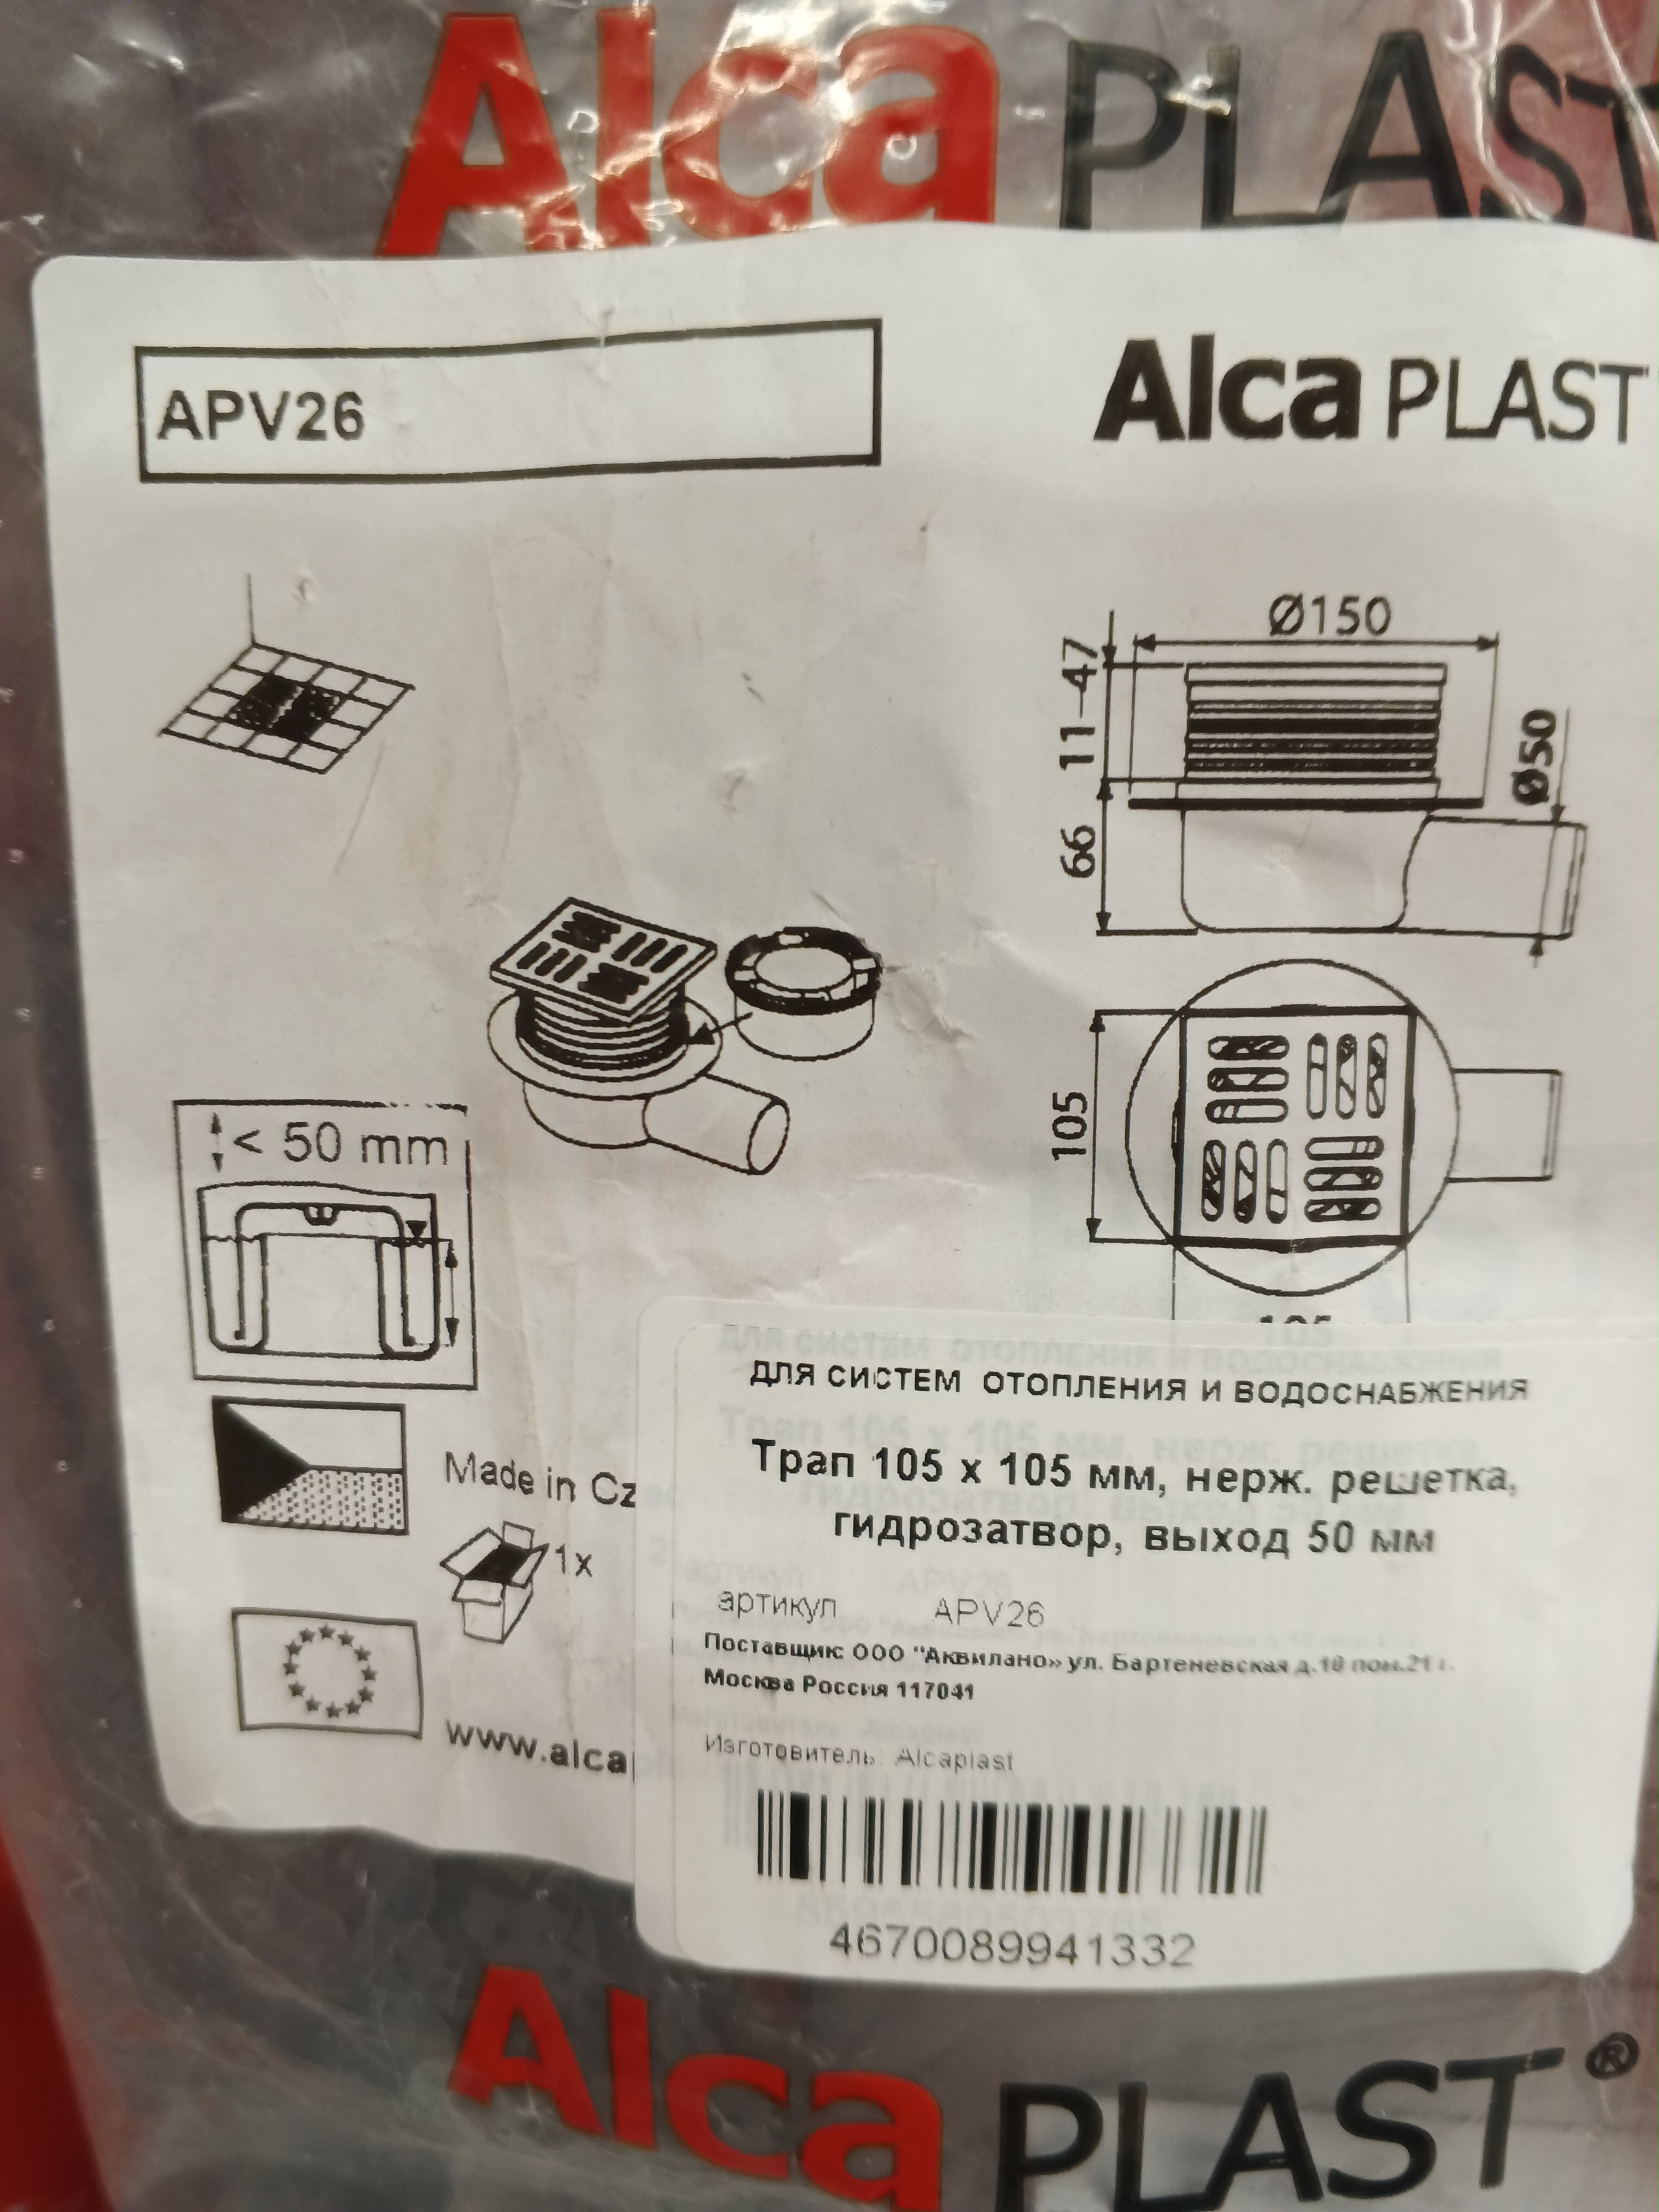 Alca PLAST
APV26
Alca PLAST
Ø150
11-47
Ø50
66
105
< 50 mm
ДЛЯ СИСТЕМ ОТОПЛЕНИЯ И ВОДОСНАБЖЕНИЯ
Трап 105 x 105 мм, нерж. решетка,
гидрозатвор, выход 50 мм
Made in Cz
1x
артикул APV26
Поставщик: ООО "Аквилано» ул. Бартеневская д.18 пом.21 г.
Москва Россия 117041
www.alcap
Изготовитель: Alcaplast
4670089941332
Alca PLAST®